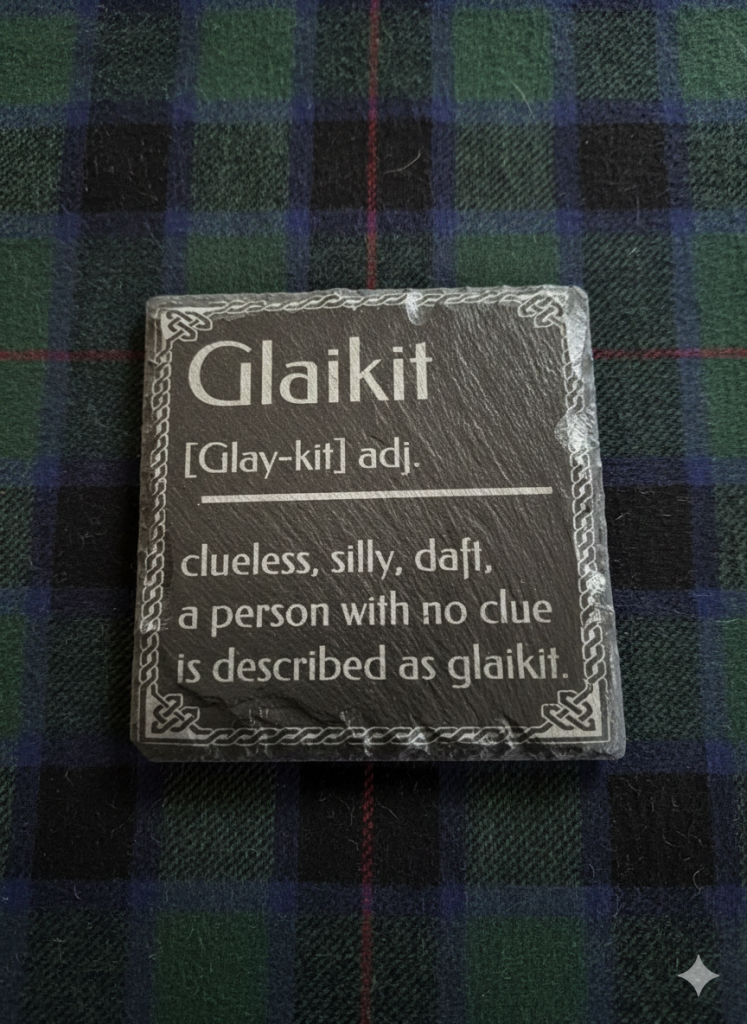 Glaikit
[Glay-kit] adj.
clueless, silly, daft,
a person with no clue
is described as glaikit.